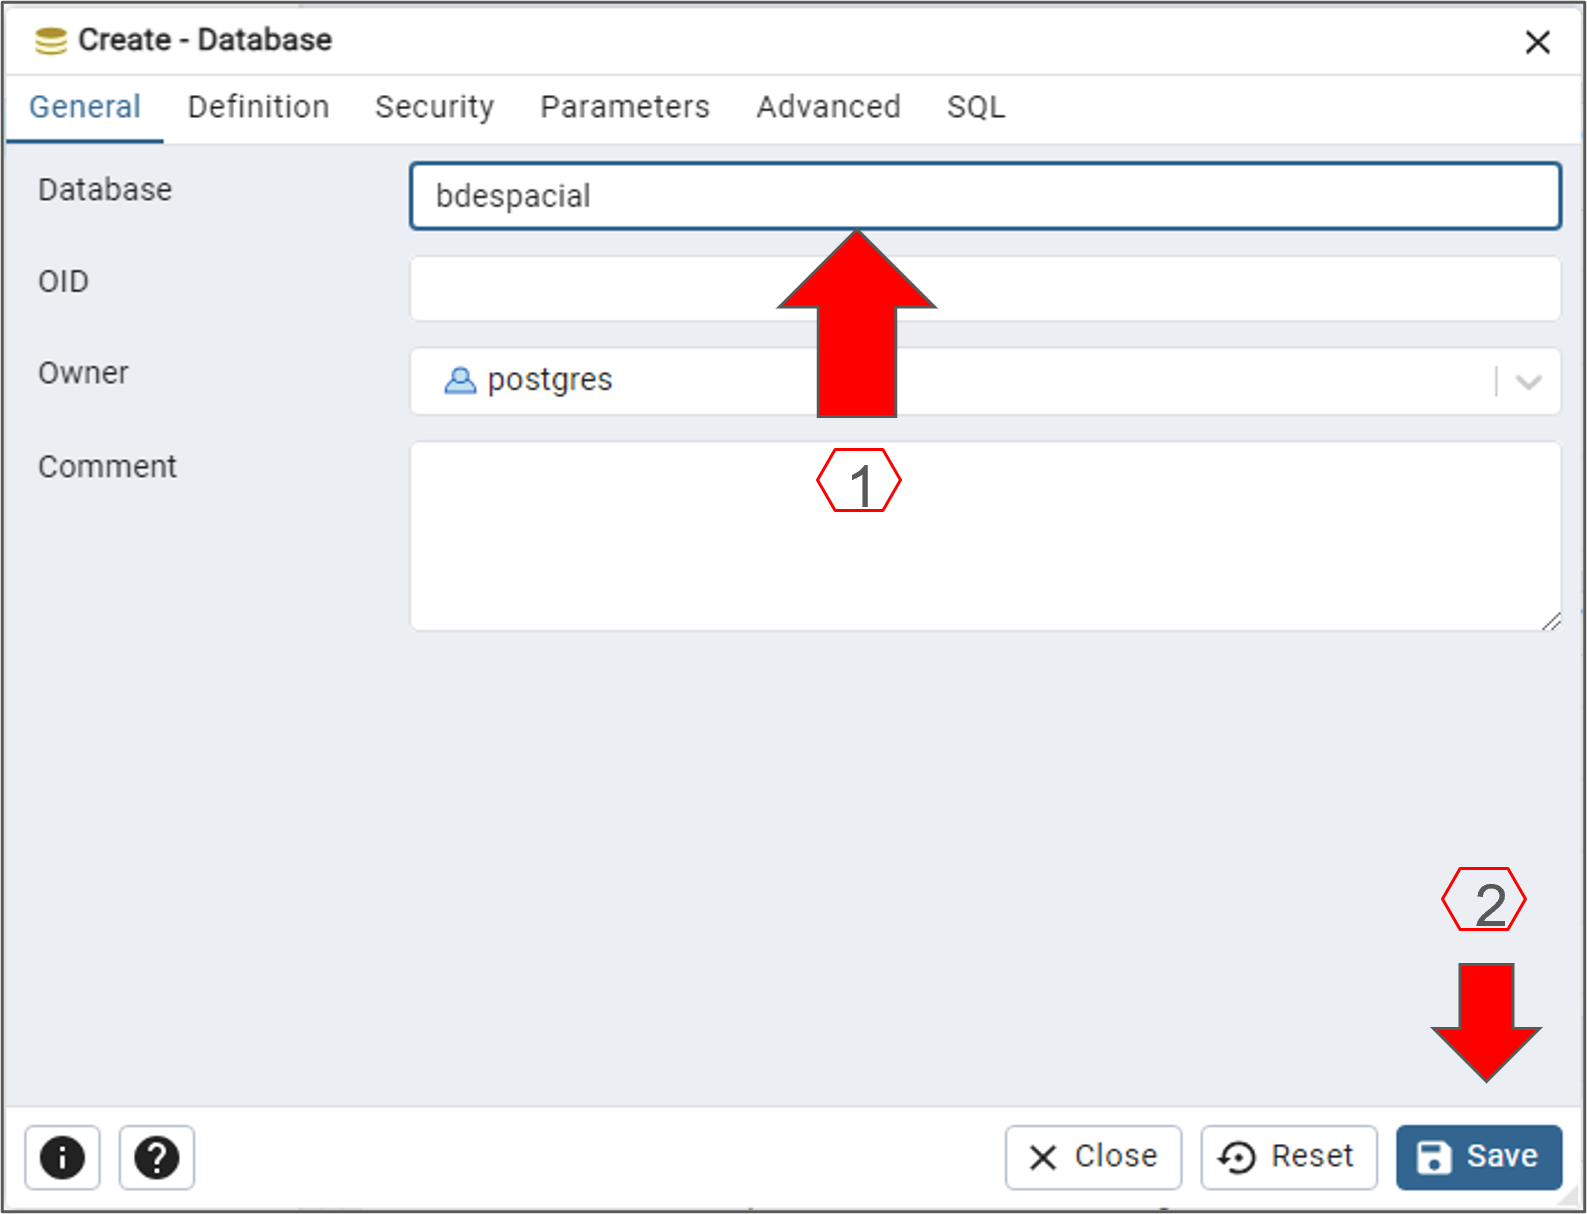 Create - Database
General Definition Security Parameters Advanced SQL
Database bdespacial
OID
Owner postgres
Comment
1
2
Close Reset Save